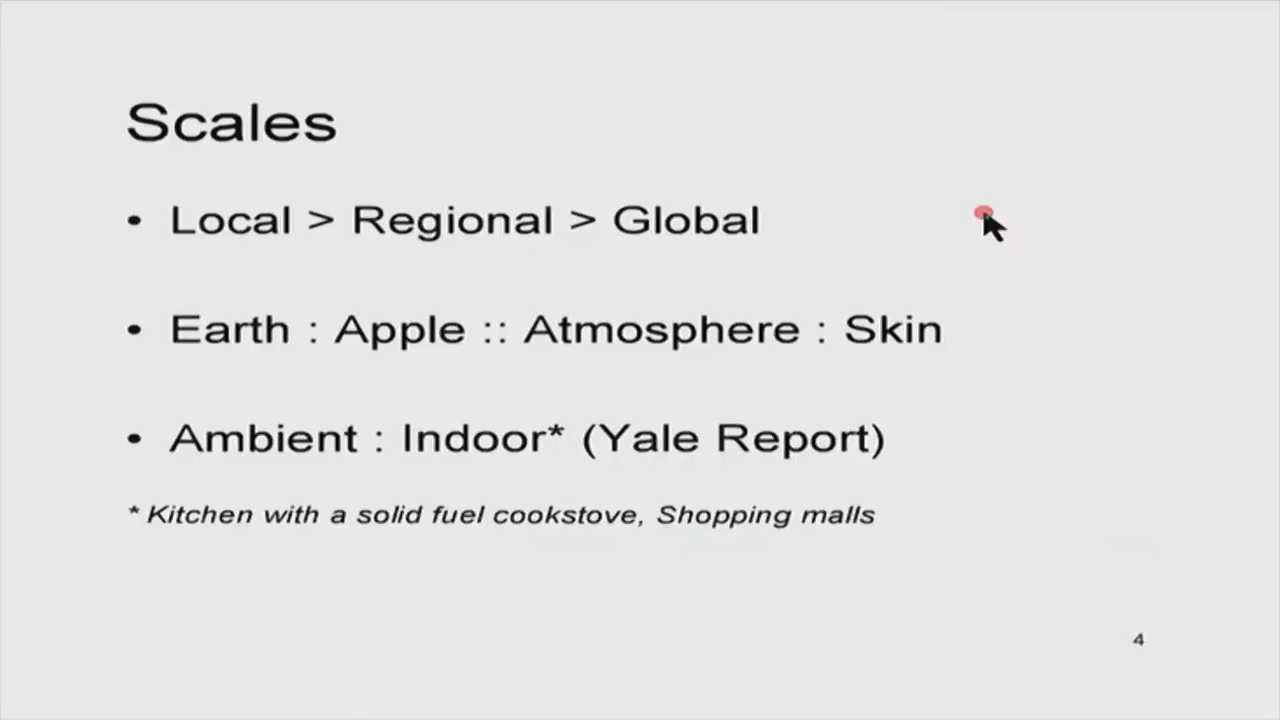 Scales
• Local > Regional > Global
• Earth : Apple :: Atmosphere : Skin
• Ambient : Indoor* (Yale Report)
* Kitchen with a solid fuel cookstove, Shopping malls
4